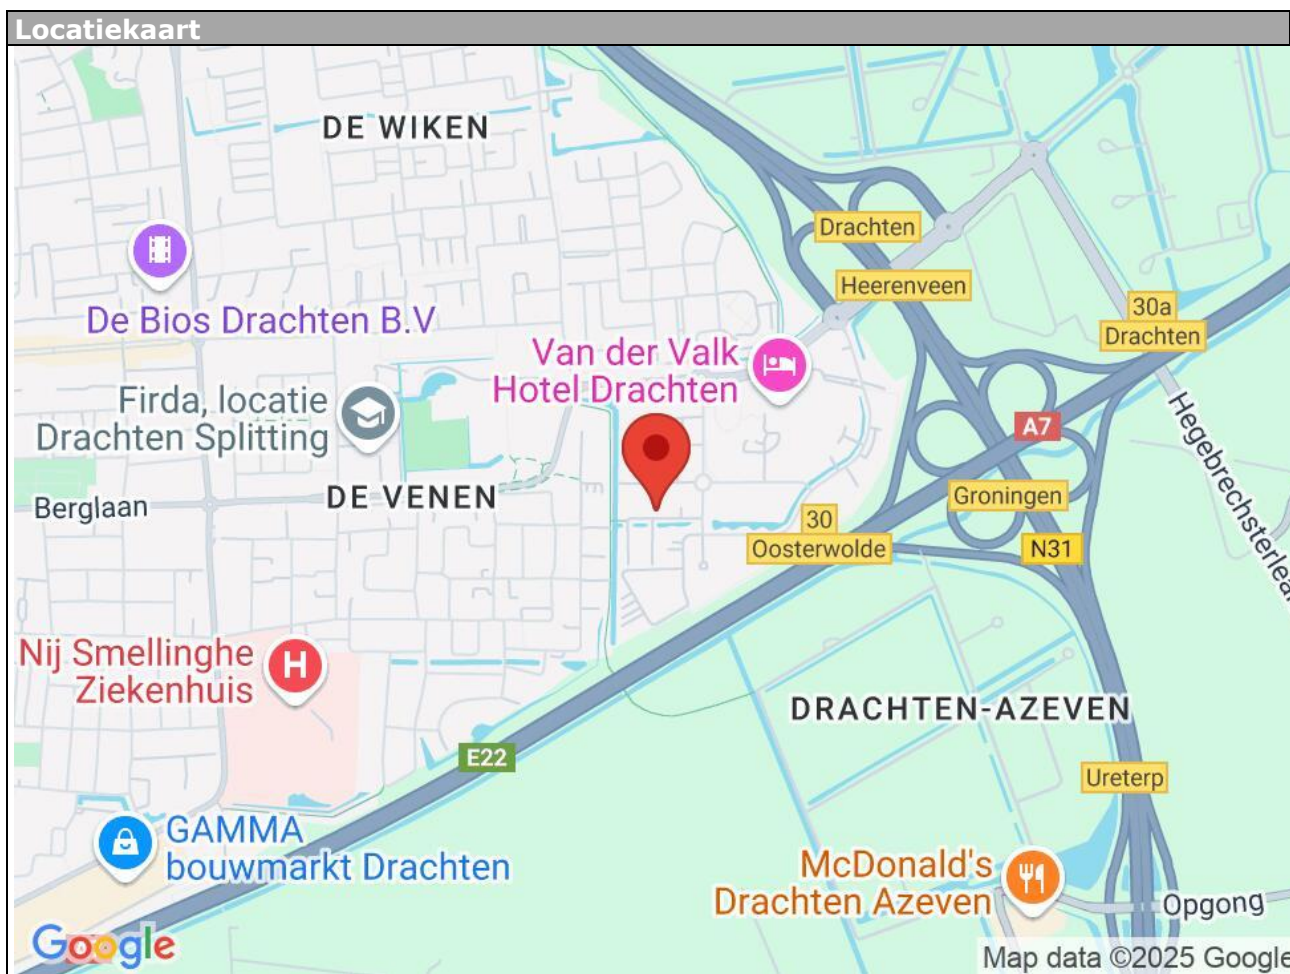 Locatiekaart
DE WIKEN
Drachten
Heerenveen
30a
Drachten
De Bios Drachten B.V
Van der Valk
Hotel Drachten
Firda, locatie
Drachten Splitting
A7
Hegebrechsterlean
DE VENEN
Groningen
Berglaan
30
Oosterwolde
N31
Nij Smellinghe
Ziekenhuis
H
DRACHTEN-AZEVEN
E22
Ureterp
GAMMA
bouwmarkt Drachten
McDonald's
Drachten Azeven
Opgong
Google
Map data ©2025 Google